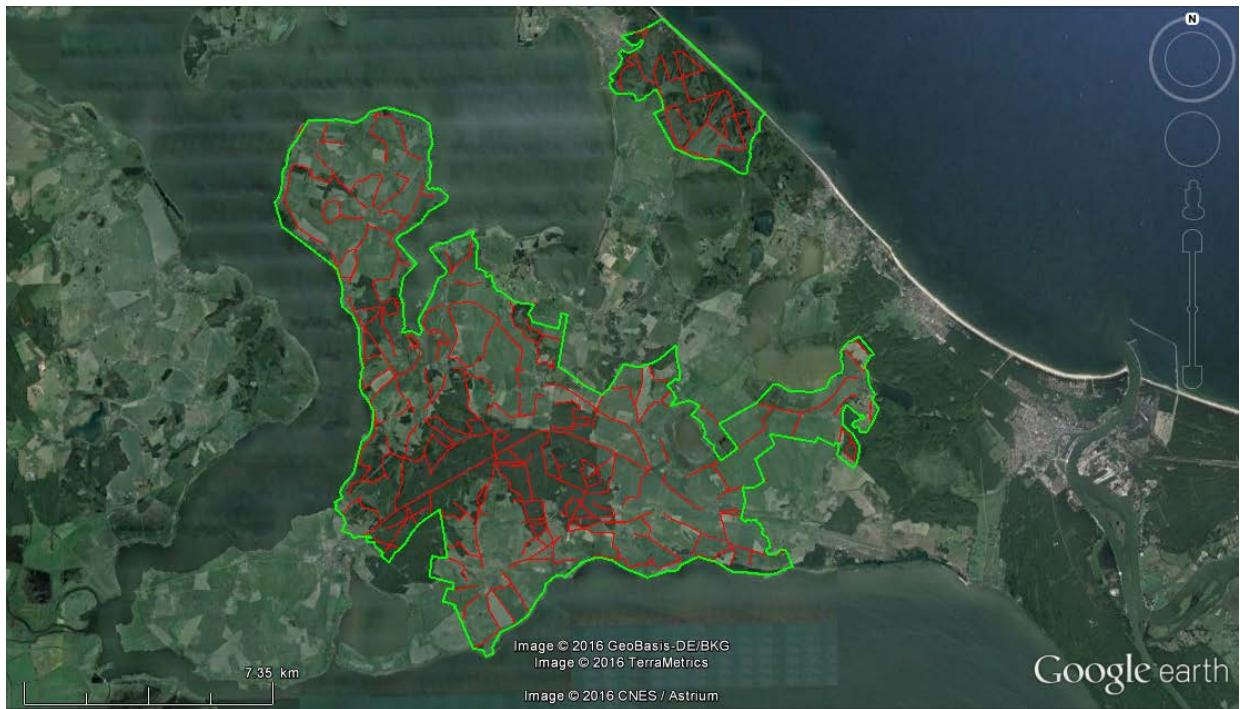 N
Image © 2016 GeoBasis-DE/BKG
Image © 2016 TerraMetrics
7.35 km
Image © 2016 CNES / Astrium
Google earth